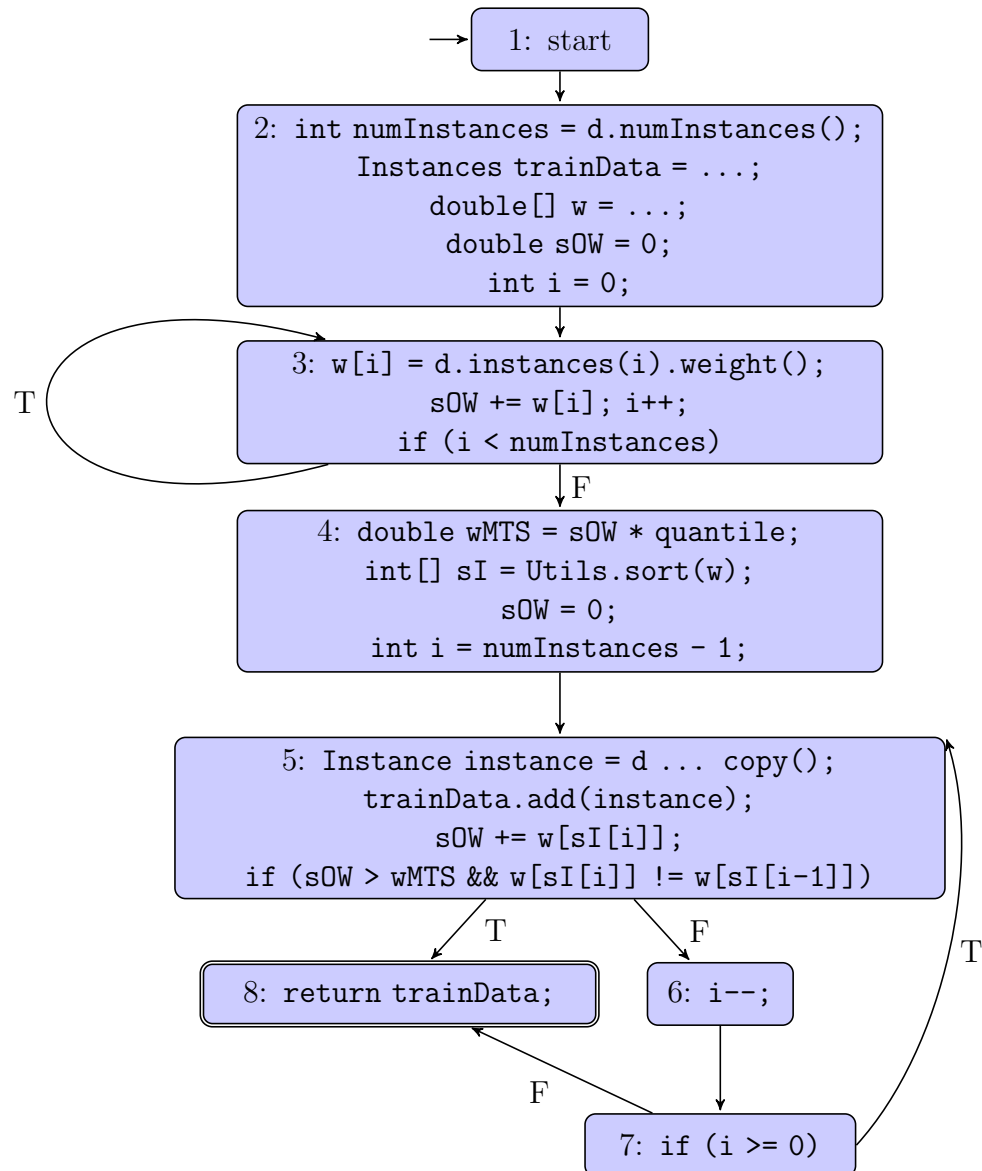 1: start
2: int numInstances = d.numInstances();
Instances trainData = ...;
double[] w = ...;
double sOW = 0;
int i = 0;
T
3: w[i] = d.instances(i).weight();
sOW += w[i]; i++;
if (i < numInstances)
F
4: double wMTS = sOW * quantile;
int[] sI = Utils.sort(w);
sOW = 0;
int i = numInstances - 1;
5: Instance instance = d ... copy();
trainData.add(instance);
sOW += w[sI[i]];
if (sOW > wMTS && w[sI[i]] != w[sI[i-1]])
T
F
T
8: return trainData;
6: i--;
F
7: if (i >= 0)